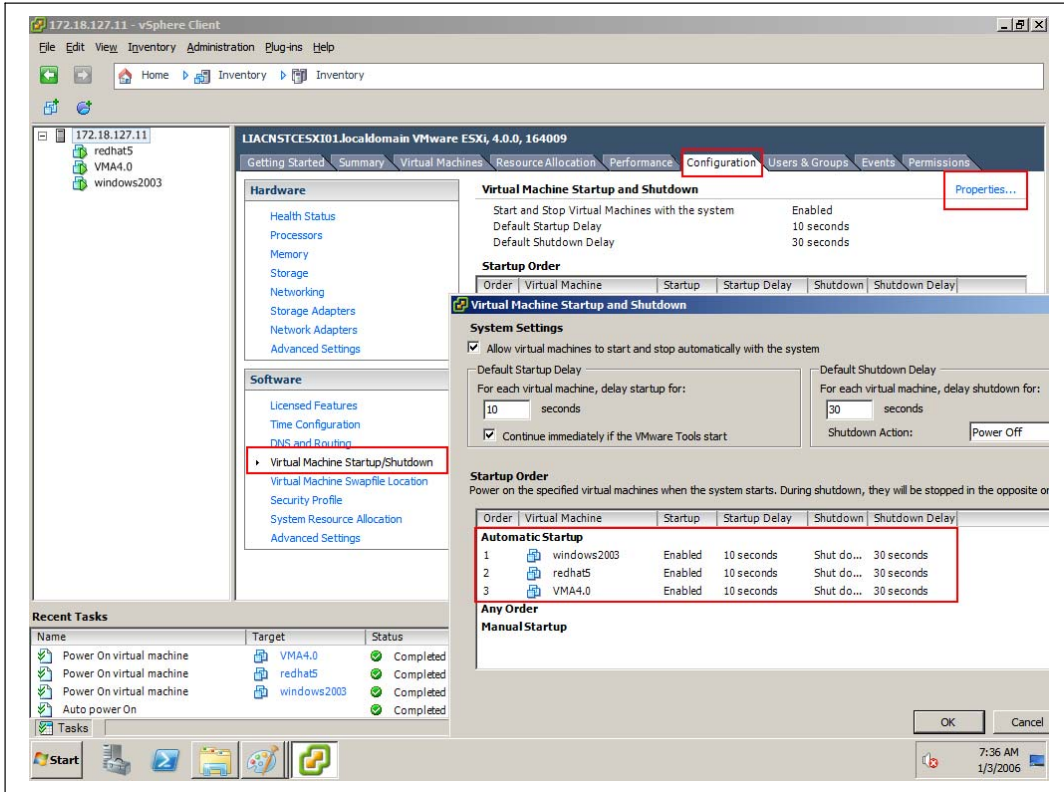 172.18.127.11 - vSphere Client
File Edit View Inventory Administration Plug-ins Help
Home Inventory Inventory
172.18.127.11
redhat5
VMA4.0
windows2003
LIACNSTCESXI01.localdomain VMware ESXi, 4.0.0, 164009
Getting Started Summary Virtual Machines Resource Allocation Performance Configuration Users & Groups Events Permissions
Hardware
Health Status
Processors
Memory
Storage
Networking
Storage Adapters
Network Adapters
Advanced Settings
Software
Licensed Features
Time Configuration
DNS and Routing
Virtual Machine Startup/Shutdown
Virtual Machine Swapfile Location
Security Profile
System Resource Allocation
Advanced Settings
Virtual Machine Startup and Shutdown Properties...
Start and Stop Virtual Machines with the system Enabled
Default Startup Delay 10 seconds
Default Shutdown Delay 30 seconds
Startup Order
Order Virtual Machine Startup Startup Delay Shutdown Shutdown Delay
Virtual Machine Startup and Shutdown
System Settings
Allow virtual machines to start and stop automatically with the system
Default Startup Delay
For each virtual machine, delay startup for:
10 seconds
Continue immediately if the VMware Tools start
Default Shutdown Delay
For each virtual machine, delay shutdown for:
30 seconds
Shutdown Action: Power Off
Startup Order
Power on the specified virtual machines when the system starts. During shutdown, they will be stopped in the opposite or
Order Virtual Machine Startup Startup Delay Shutdown Shutdown Delay
Automatic Startup
1 windows2003 Enabled 10 seconds Shut do... 30 seconds
2 redhat5 Enabled 10 seconds Shut do... 30 seconds
3 VMA4.0 Enabled 10 seconds Shut do... 30 seconds
Any Order
Manual Startup
OK Cancel
Recent Tasks
Name Target Status
Power On virtual machine VMA4.0 Completed
Power On virtual machine redhat5 Completed
Power On virtual machine windows2003 Completed
Auto power On Completed
Tasks
Start
7:36 AM
1/3/2006